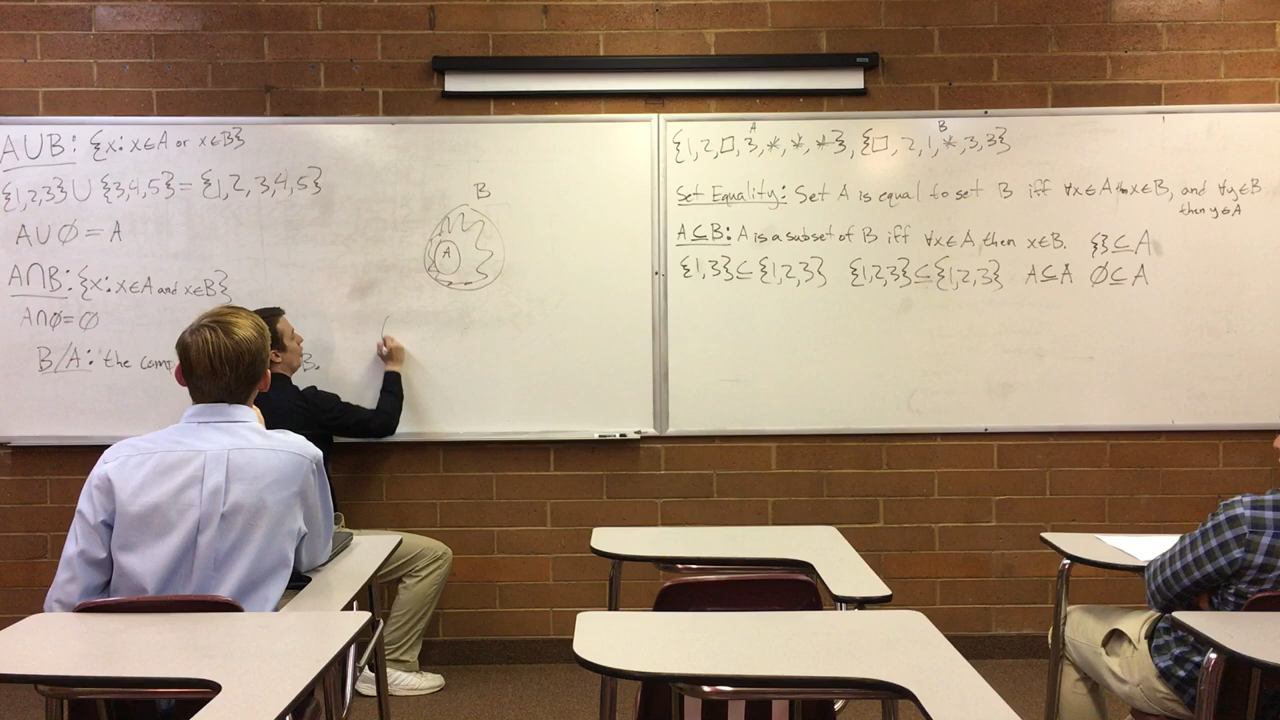 A∪B: {x: x∈A or x∈B}
{1,2,3} ∪ {3,4,5} = {1,2,3,4,5}
A∪∅=A
A∩B: {x: x∈A and x∈B}
A∩∅=∅
B/A: the B.
B
A
A B
{1,2,□,3,*,*,*}, {□,2,1,*,3,3}
Set Equality: Set A is equal to set B iff ∀x∈A x∈B, and ∀y∈B
then y∈A
A⊆B: A is a subset of B iff ∀x∈A, then x∈B. {}⊆A
{1,3}⊆{1,2,3} {1,2,3}⊆{1,2,3} A⊆A ∅⊆A